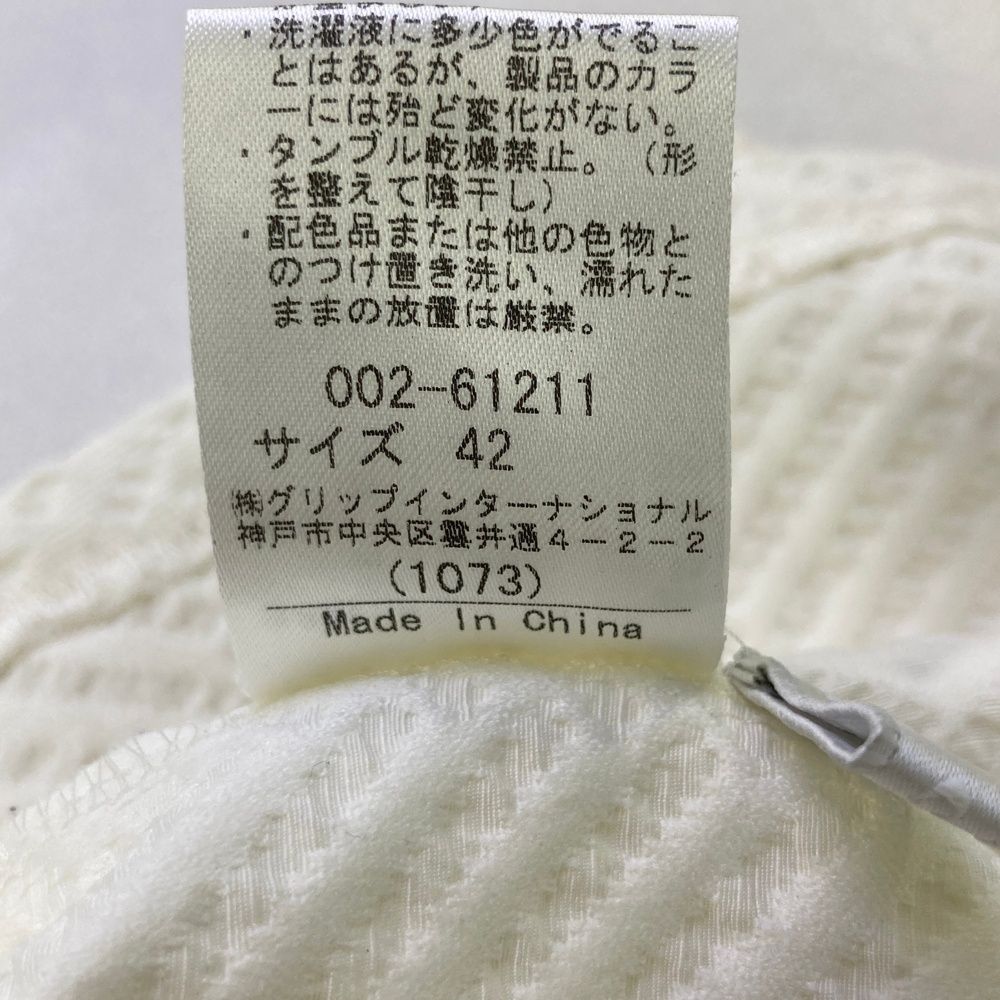 ・洗濯液に多少色がでるこ
とはあるが、製品のカラ
ーには殆ど変化がない。
・タンブル乾燥禁止。（形
を整えて陰干し）
・配色品または他の色物と
のつけ置き洗い、濡れた
ままの放置は厳禁。
002-61211
サイズ 42
㈱グリップインターナショナル
神戸市中央区雲井通4-2-2
(1073)
Made In China